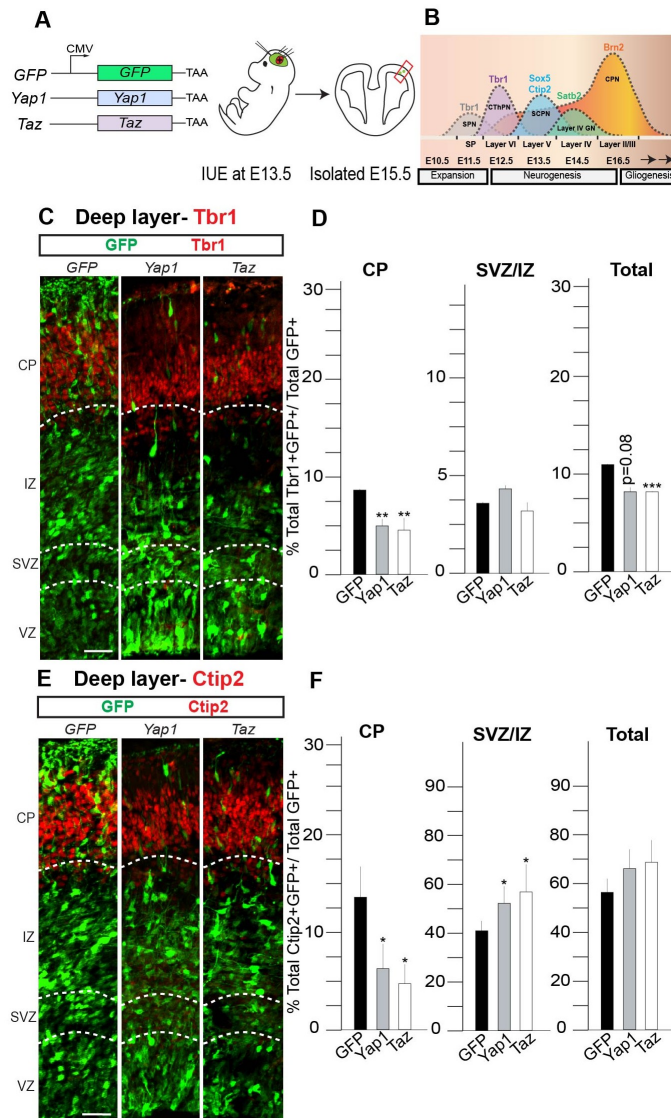 A
CMV
GFP GFP TAA
Yap1 Yap1 TAA
Taz Taz TAA
IUE at E13.5 Isolated E15.5
B
Brn2
Tbr1 Sox5 Ctip2 Satb2 CPN
Tbr1 CThPN SCPN
SPN Layer IV GN
SP Layer VI Layer V Layer IV Layer II/III
E10.5 E11.5 E12.5 E13.5 E14.5 E16.5
Expansion Neurogenesis Gliogenesis
C Deep layer- Tbr1
GFP Tbr1
GFP Yap1 Taz
CP
IZ
SVZ
VZ
D
CP SVZ/IZ Total
% Total Tbr1+GFP+/ Total GFP+
30
20
10
0
** **
GFP Yap1 Taz
10
5
0
GFP Yap1 Taz
30
20
10
0
p=0.08 ***
GFP Yap1 Taz
E Deep layer- Ctip2
GFP Ctip2
GFP Yap1 Taz
CP
IZ
SVZ
VZ
F
CP SVZ/IZ Total
% Total Ctip2+GFP+/ Total GFP+
30
20
10
0
* *
GFP Yap1 Taz
80
60
40
20
0
* *
GFP Yap1 Taz
80
60
40
20
0
GFP Yap1 Taz